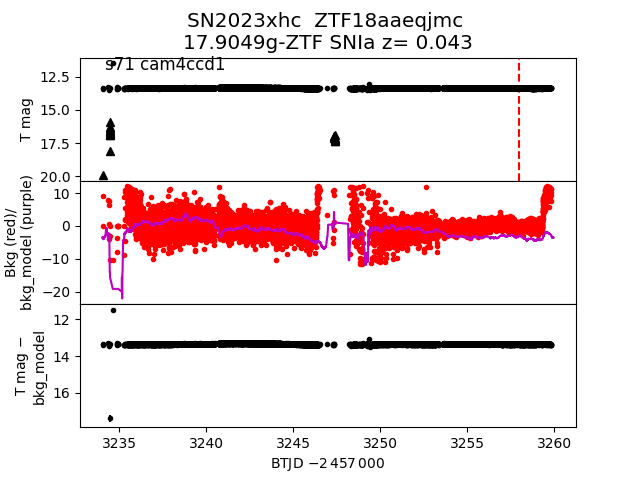 SN2023xhc ZTF18aaeqjmc
17.9049g-ZTF SNIa z= 0.043
s71 cam4ccd1
12.5
15.0
17.5
20.0
T mag
10
0
−10
−20
Bkg (red)/
bkg_model (purple)
12
14
16
T mag −
bkg_model
3235 3240 3245 3250 3255 3260
BTJD −2 457 000